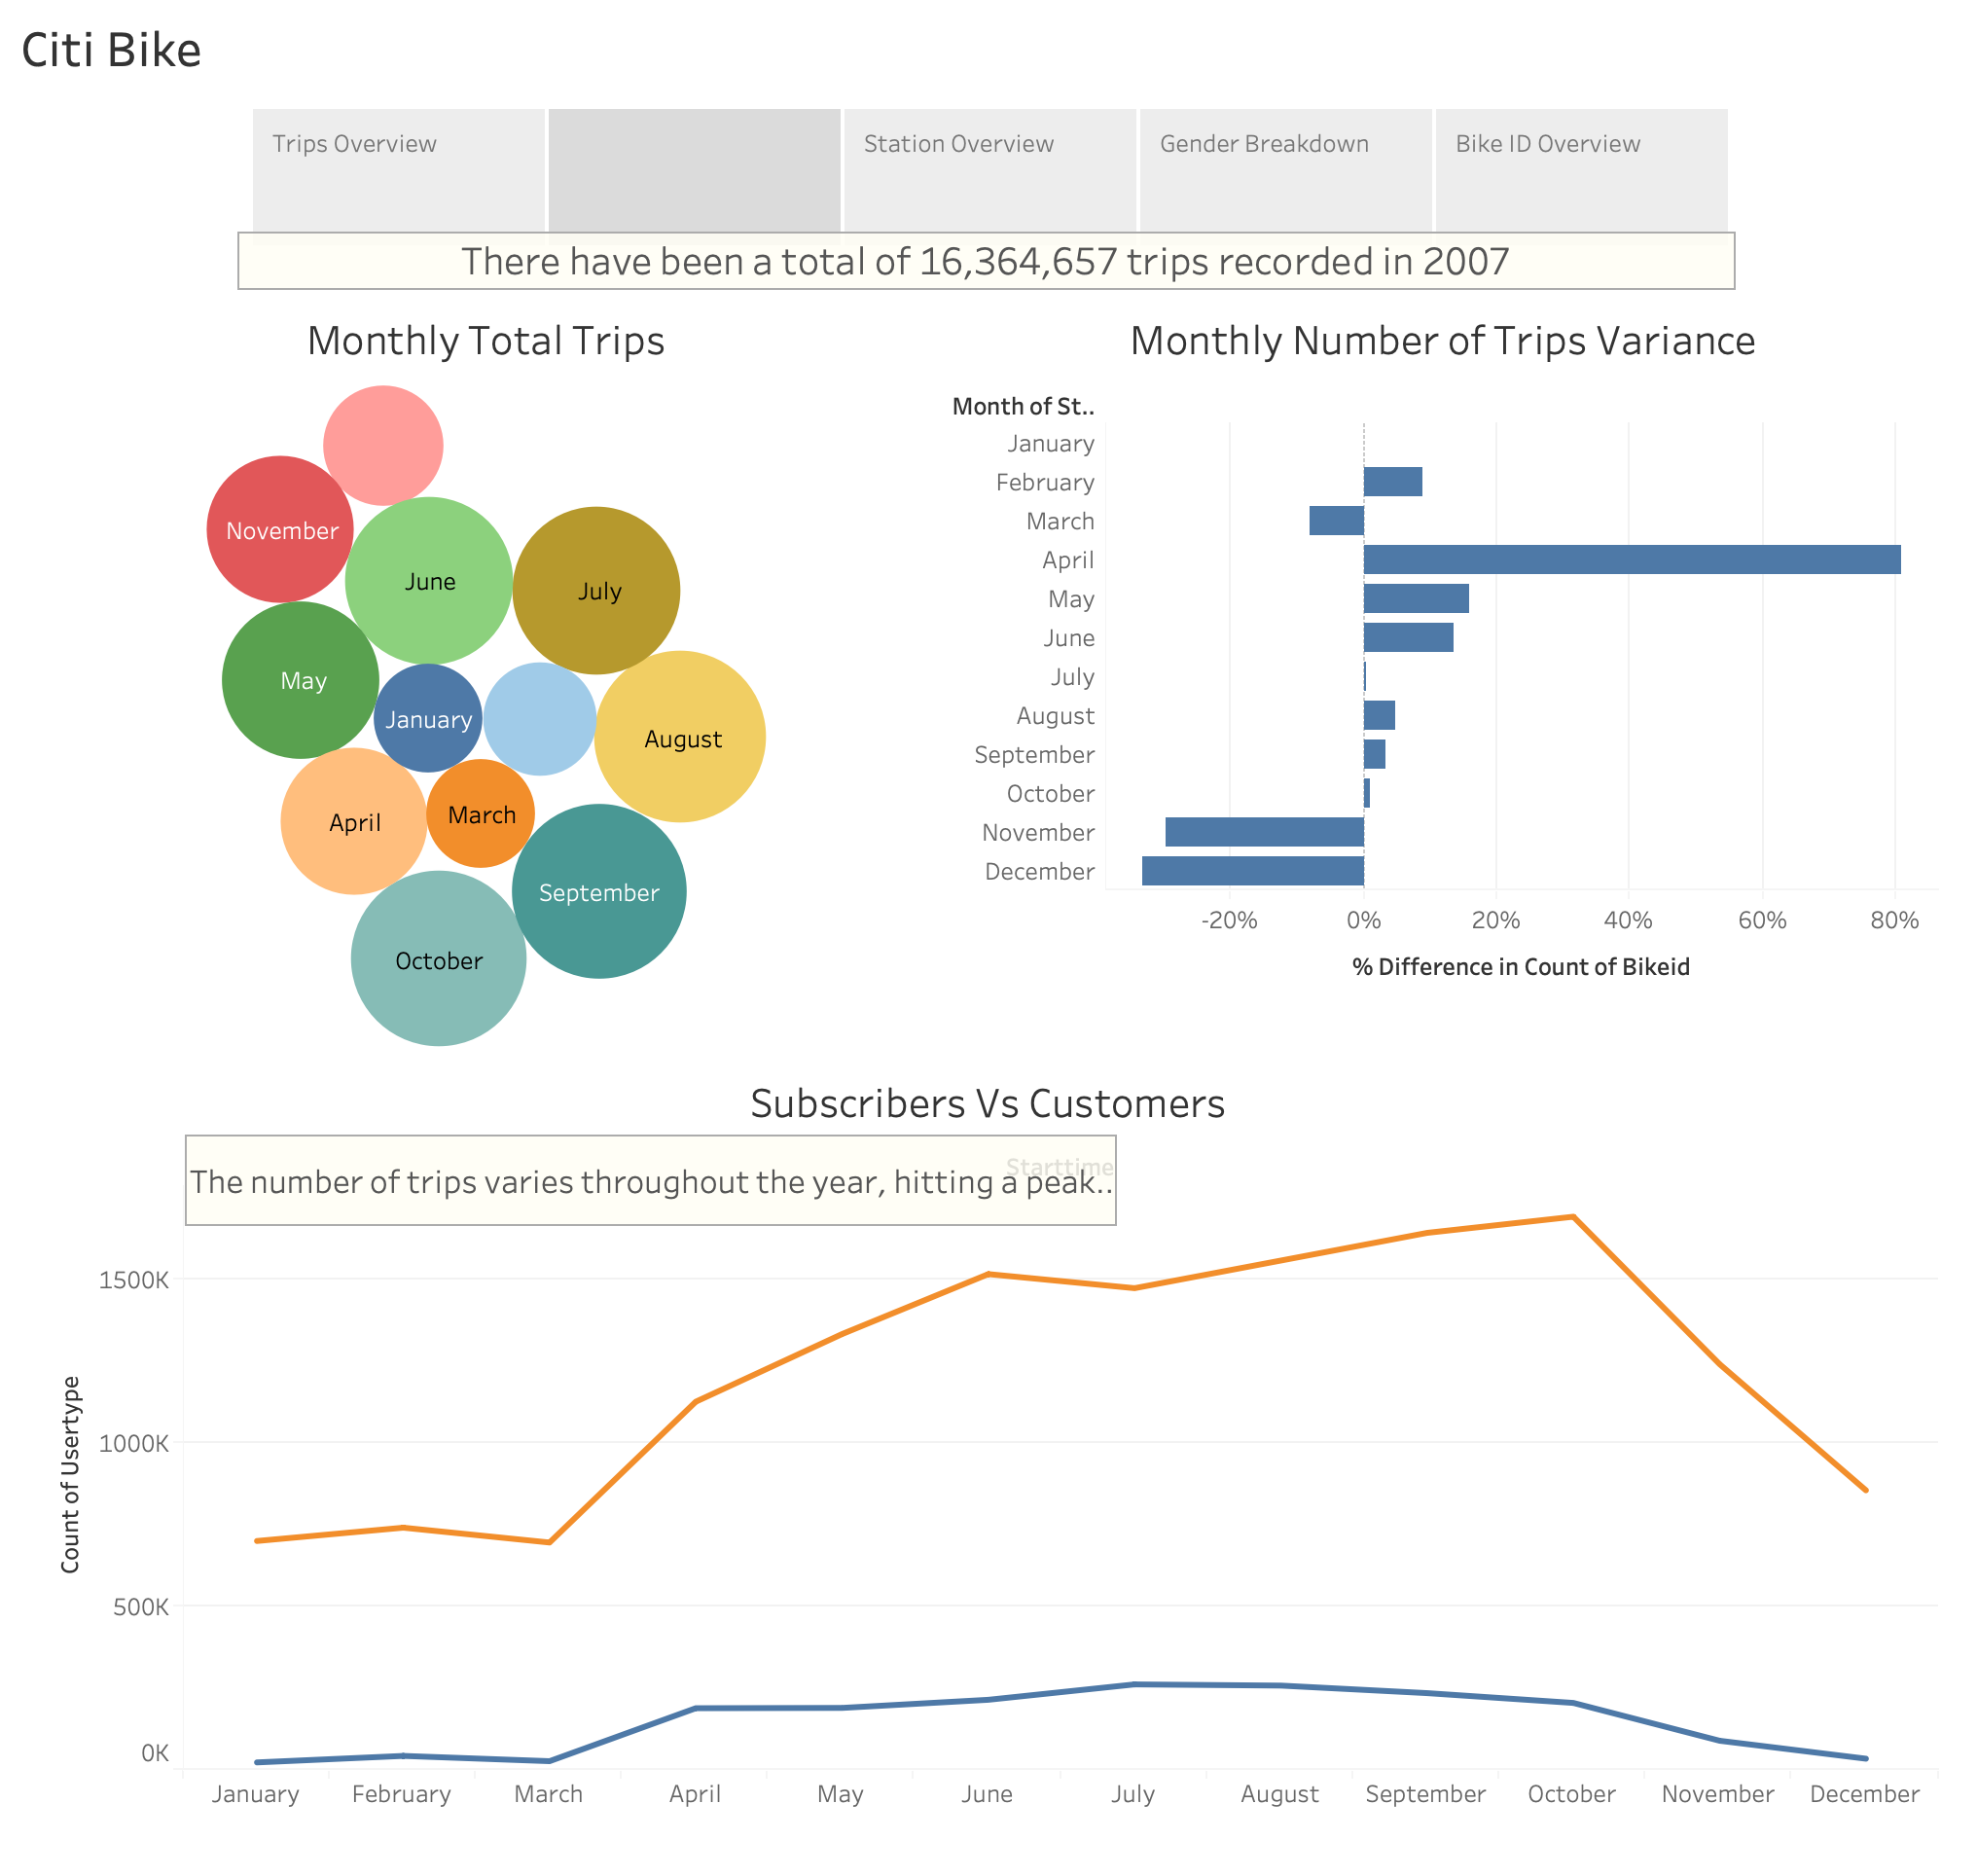 Citi Bike
Trips Overview
Station Overview
Gender Breakdown
Bike ID Overview
There have been a total of 16,364,657 trips recorded in 2007
Monthly Total Trips
November
June
July
May
January
August
April
March
September
October
Monthly Number of Trips Variance
Month of St..
January
February
March
April
May
June
July
August
September
October
November
December
-20%
0%
20%
40%
60%
80%
% Difference in Count of Bikeid
Subscribers Vs Customers
Starttime
The number of trips varies throughout the year, hitting a peak..
Count of Usertype
1500K
1000K
500K
0K
January
February
March
April
May
June
July
August
September
October
November
December